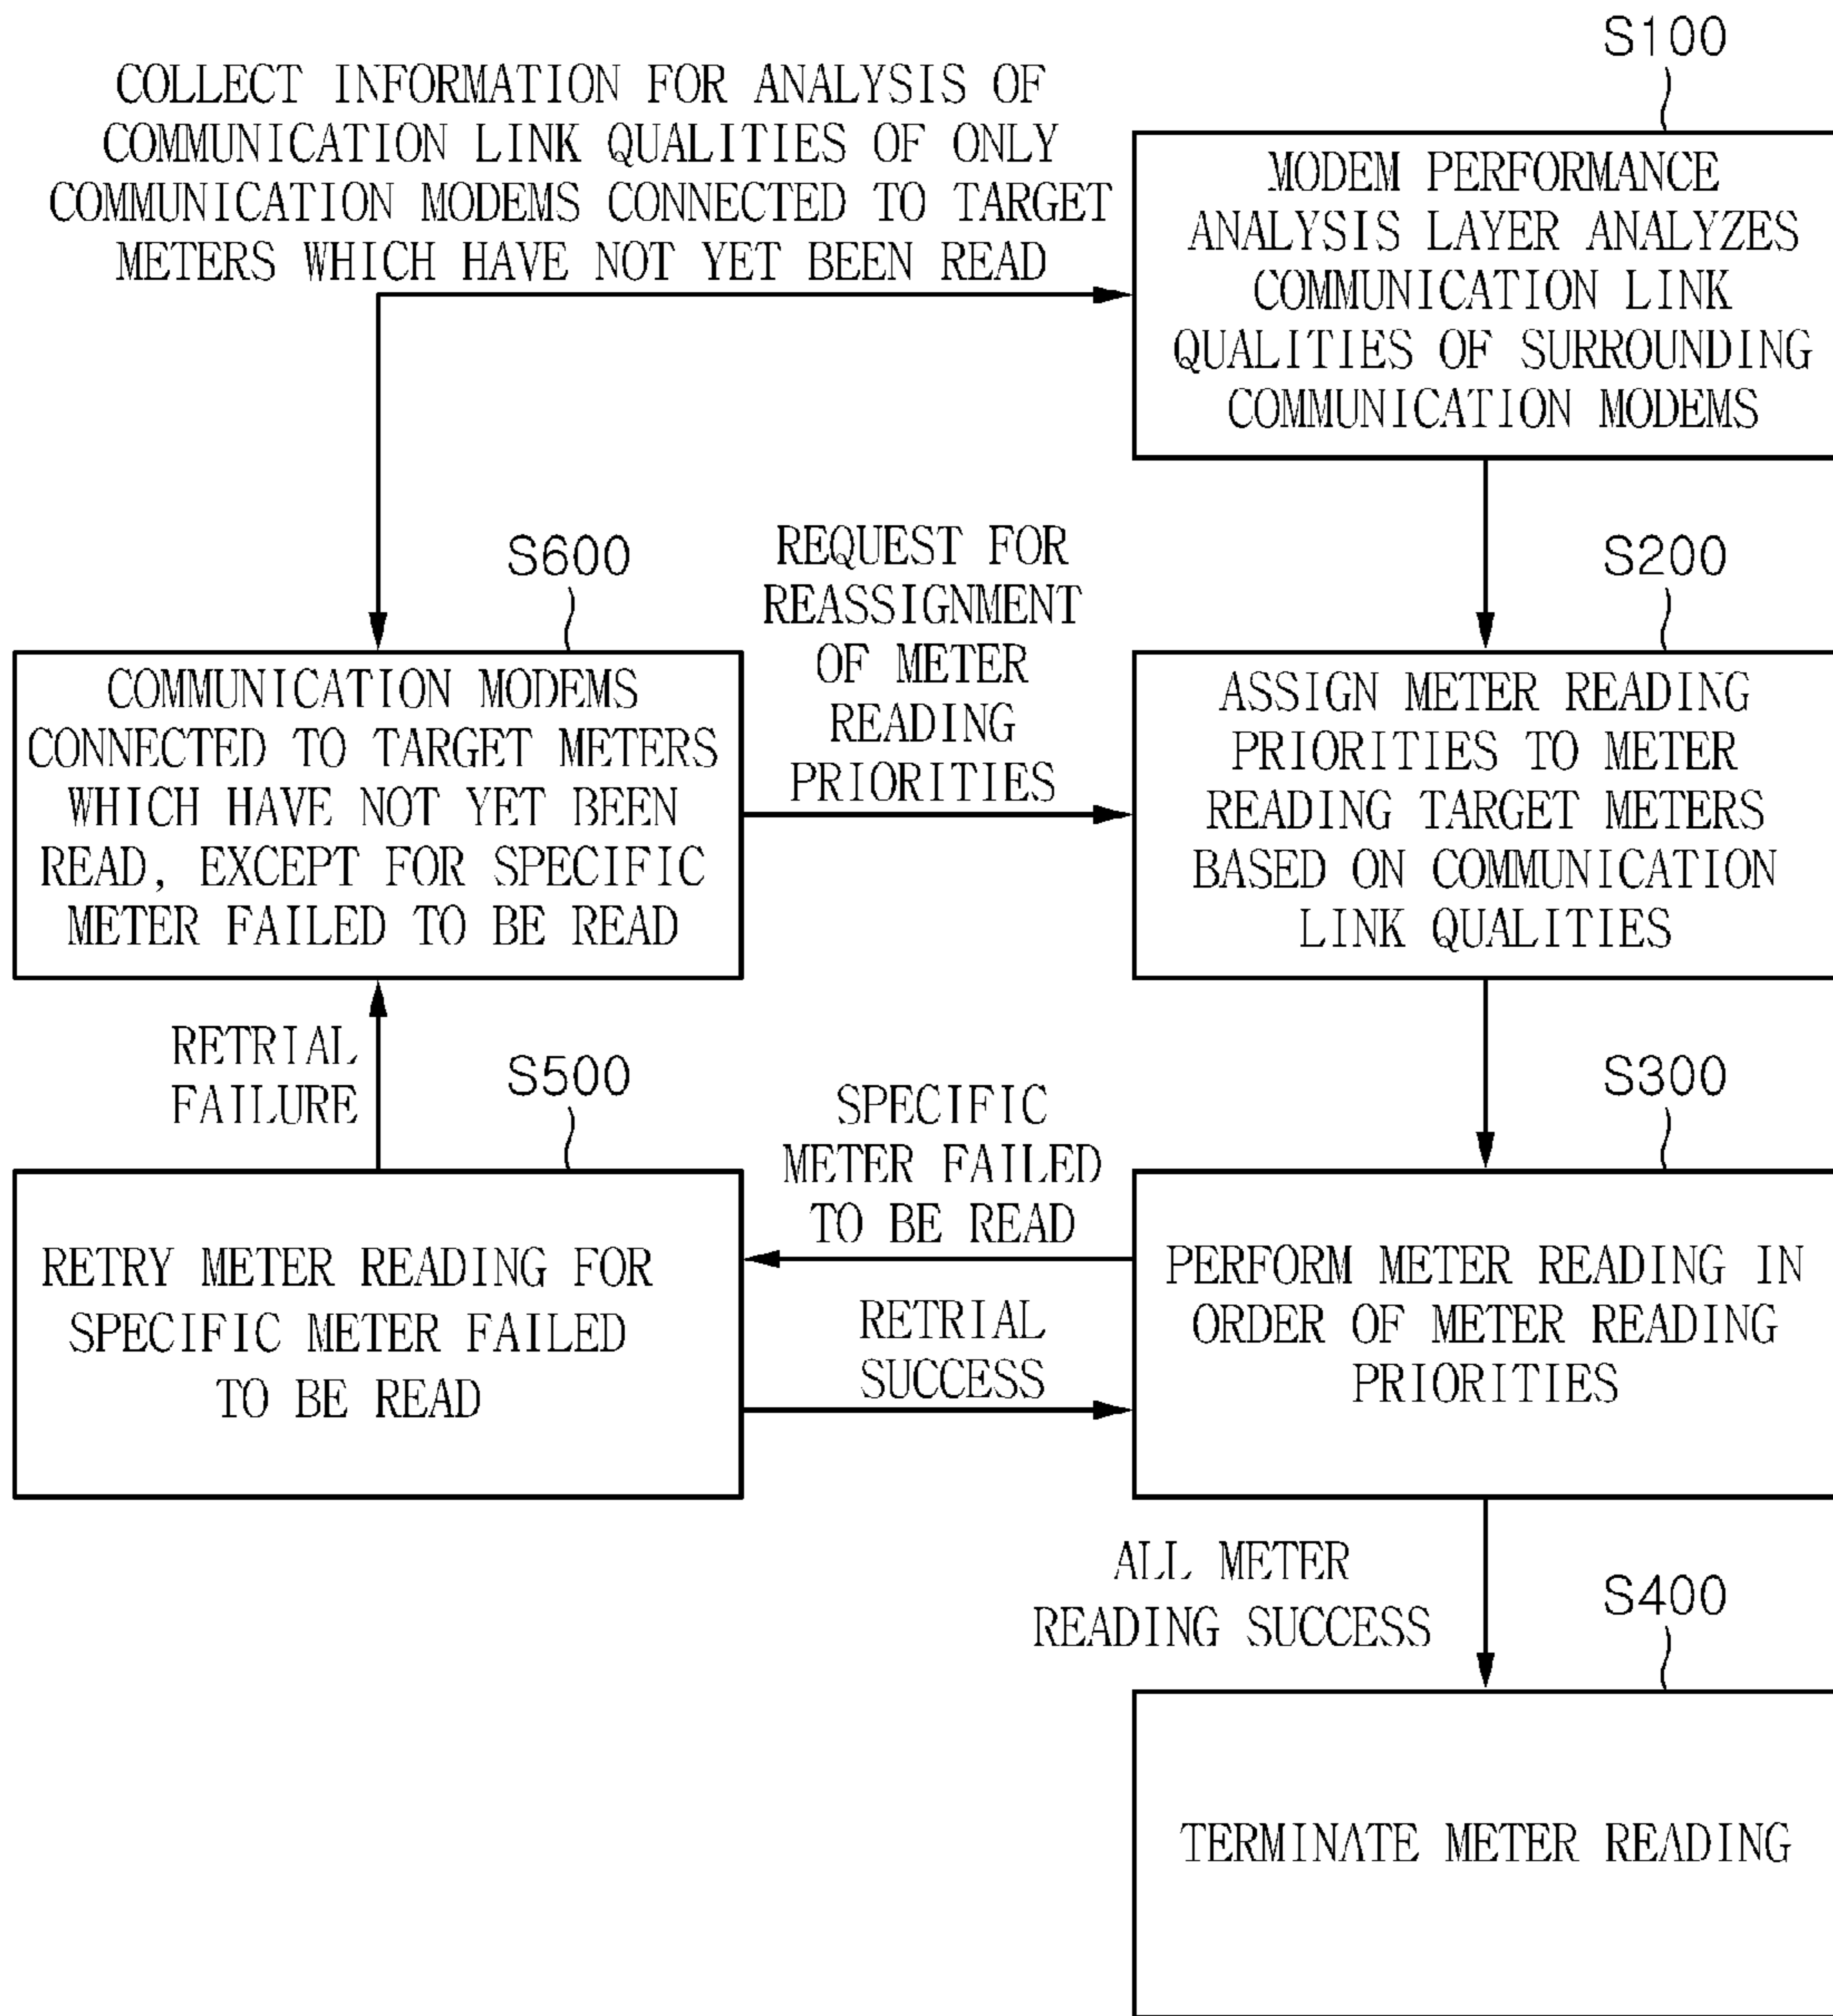 S100
COLLECT INFORMATION FOR ANALYSIS OF
COMMUNICATION LINK QUALITIES OF ONLY
COMMUNICATION MODEMS CONNECTED TO TARGET
METERS WHICH HAVE NOT YET BEEN READ
MODEM PERFORMANCE
ANALYSIS LAYER ANALYZES
COMMUNICATION LINK
QUALITIES OF SURROUNDING
COMMUNICATION MODEMS
S600
REQUEST FOR
REASSIGNMENT
OF METER
READING
PRIORITIES
S200
COMMUNICATION MODEMS
CONNECTED TO TARGET METERS
WHICH HAVE NOT YET BEEN
READ, EXCEPT FOR SPECIFIC
METER FAILED TO BE READ
ASSIGN METER READING
PRIORITIES TO METER
READING TARGET METERS
BASED ON COMMUNICATION
LINK QUALITIES
RETRIAL
FAILURE
S500
SPECIFIC
METER FAILED
TO BE READ
S300
RETRY METER READING FOR
SPECIFIC METER FAILED
TO BE READ
RETRIAL
SUCCESS
PERFORM METER READING IN
ORDER OF METER READING
PRIORITIES
ALL METER
READING SUCCESS
S400
TERMINATE METER READING